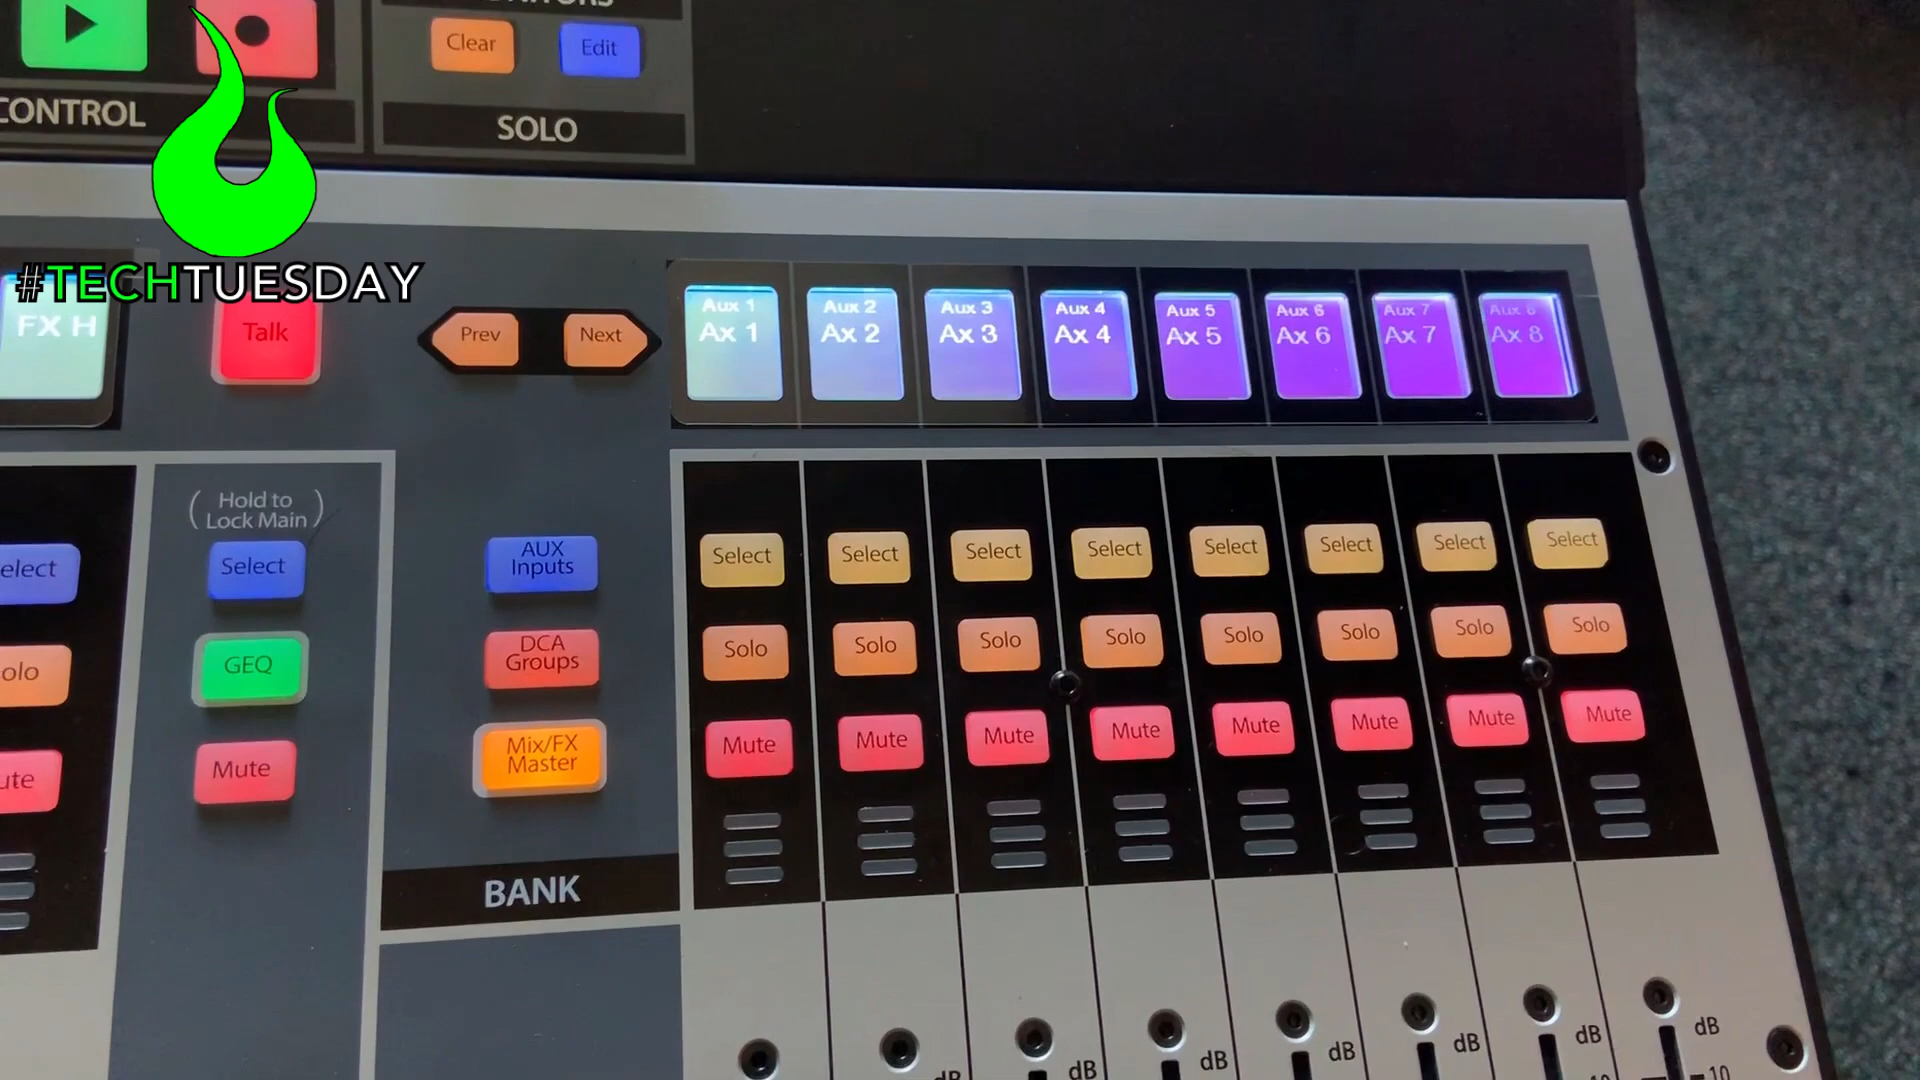 Clear
Edit
CONTROL
SOLO
#TECHTUESDAY
FX H
Talk
Prev
Next
Aux 1
Ax 1
Aux 2
Ax 2
Aux 3
Ax 3
Aux 4
Ax 4
Aux 5
Ax 5
Aux 6
Ax 6
Aux 7
Ax 7
Aux 8
Ax 8
(Hold to
Lock Main)
Select
GEQ
Mute
AUX
Inputs
DCA
Groups
Mix/FX
Master
BANK
Select
Select
Select
Select
Select
Select
Select
Select
Solo
Solo
Solo
Solo
Solo
Solo
Solo
Solo
Mute
Mute
Mute
Mute
Mute
Mute
Mute
Mute
dB
dB
dB
dB
dB
dB
10